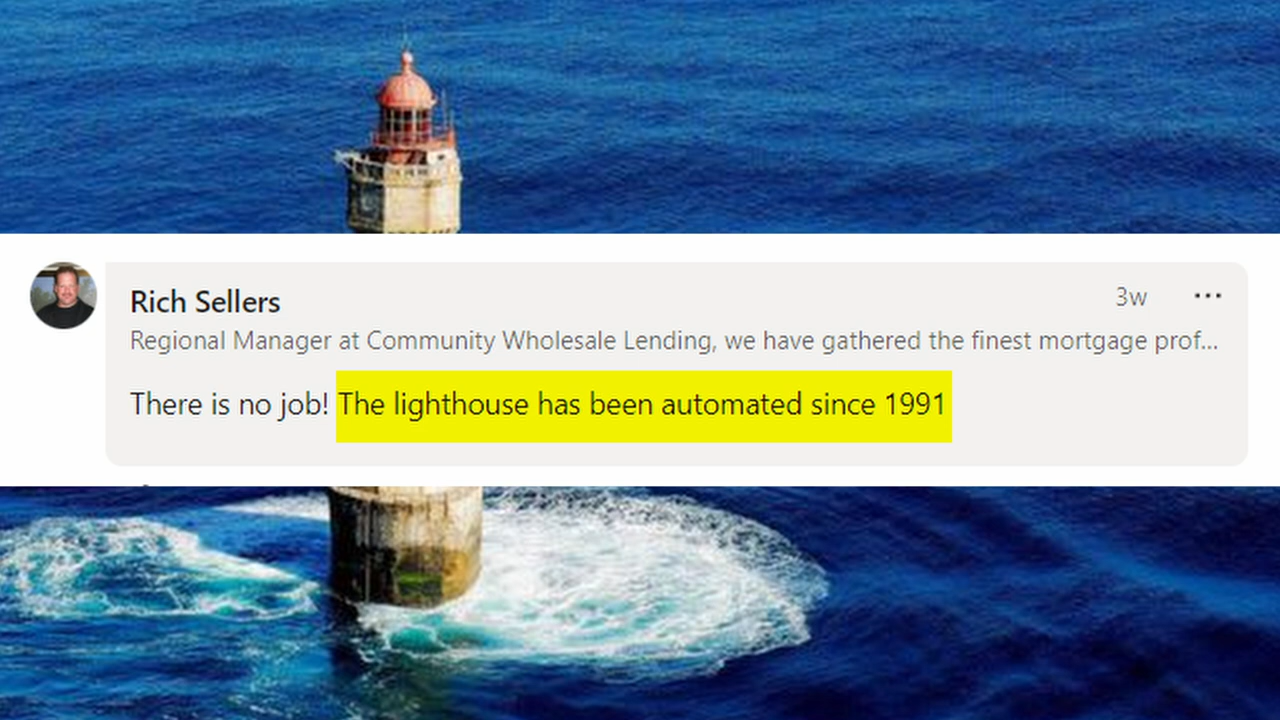 Rich Sellers
3w
Regional Manager at Community Wholesale Lending, we have gathered the finest mortgage prof...
There is no job! The lighthouse has been automated since 1991